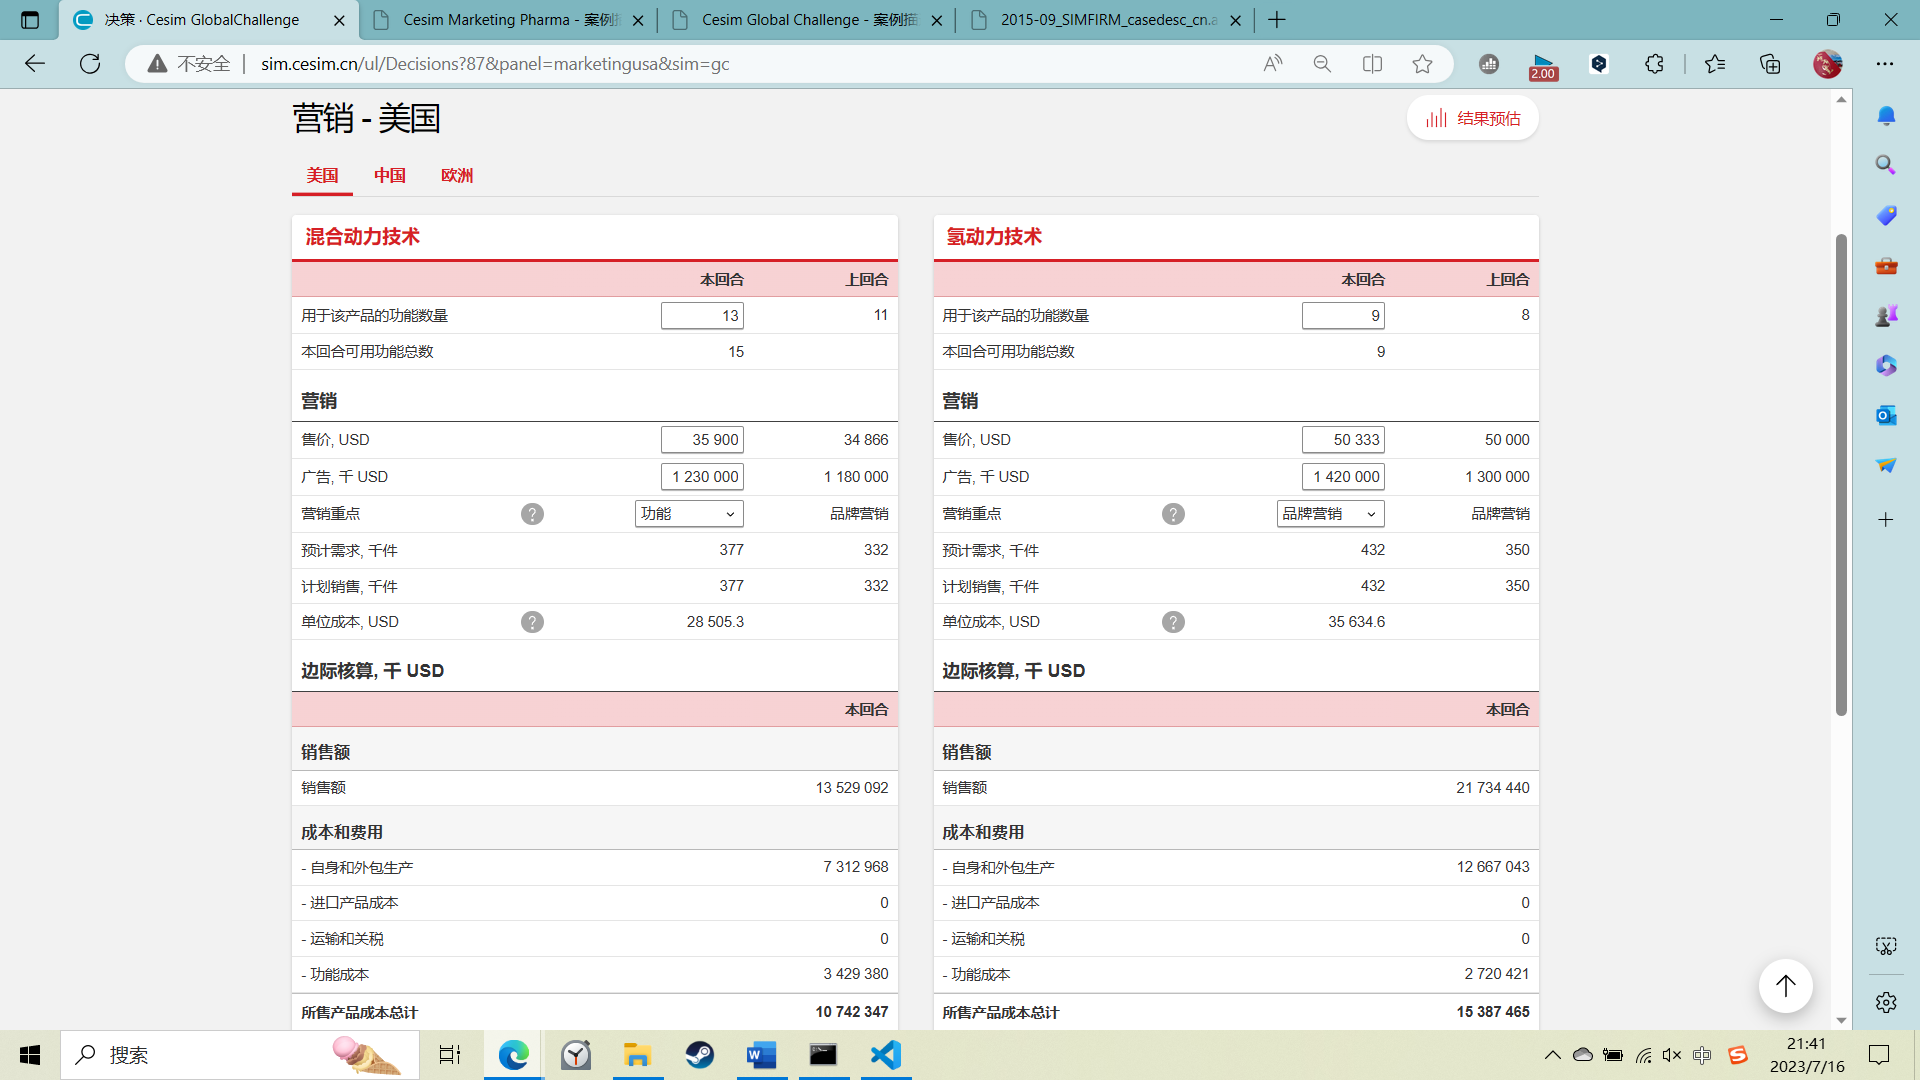 决策 · Cesim GlobalChallenge
Cesim Marketing Pharma - 案例描
Cesim Global Challenge - 案例描
2015-09_SIMFIRM_casedesc_cn.a
不安全
sim.cesim.cn/ul/Decisions?87&panel=marketingusa&sim=gc
2.00
营销 - 美国
结果预估
美国 中国 欧洲
混合动力技术
本回合 上回合
用于该产品的功能数量 13 11
本回合可用功能总数 15
营销
售价, USD 35 900 34 866
广告, 千 USD 1 230 000 1 180 000
营销重点 ? 功能 品牌营销
预计需求, 千件 377 332
计划销售, 千件 377 332
单位成本, USD ? 28 505.3
边际核算, 千 USD
本回合
销售额
销售额 13 529 092
成本和费用
- 自身和外包生产 7 312 968
- 进口产品成本 0
- 运输和关税 0
- 功能成本 3 429 380
所售产品成本总计 10 742 347
氢动力技术
本回合 上回合
用于该产品的功能数量 9 8
本回合可用功能总数 9
营销
售价, USD 50 333 50 000
广告, 千 USD 1 420 000 1 300 000
营销重点 ? 品牌营销 品牌营销
预计需求, 千件 432 350
计划销售, 千件 432 350
单位成本, USD ? 35 634.6
边际核算, 千 USD
本回合
销售额
销售额 21 734 440
成本和费用
- 自身和外包生产 12 667 043
- 进口产品成本 0
- 运输和关税 0
- 功能成本 2 720 421
所售产品成本总计 15 387 465
搜索
中
21:41
2023/7/16